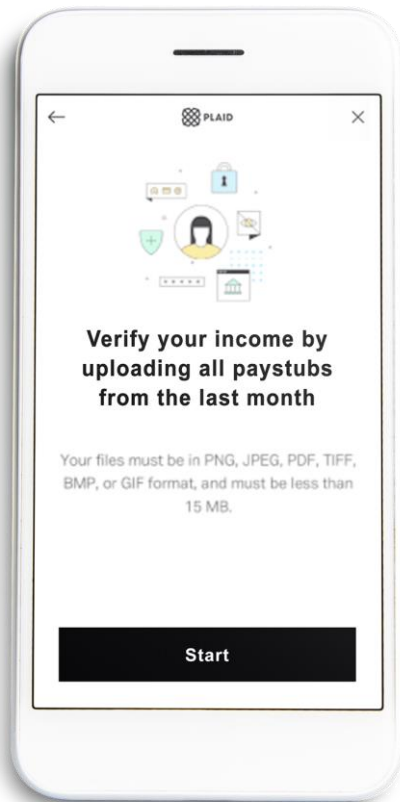 PLAID
Verify your income by
uploading all paystubs
from the last month
Your files must be in PNG, JPEG, PDF, TIFF,
BMP, or GIF format, and must be less than
15 MB.
Start